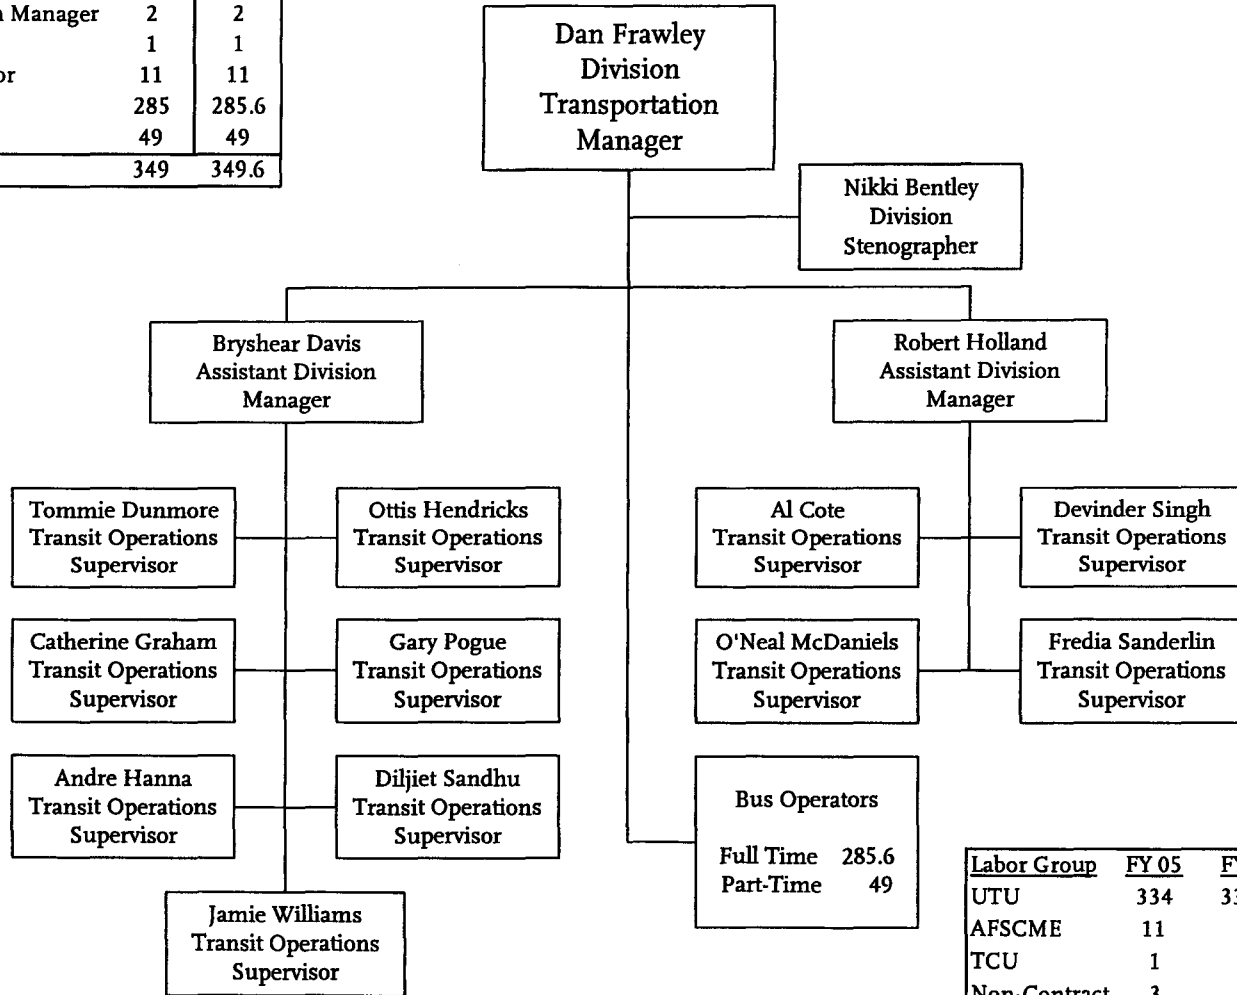 Manager 2 2
1 1
11 11
285 285.6
49 49
349 349.6
Dan Frawley
Division
Transportation
Manager
Nikki Bentley
Division
Stenographer
Bryshear Davis
Assistant Division
Manager
Robert Holland
Assistant Division
Manager
Tommie Dunmore
Transit Operations
Supervisor
Ottis Hendricks
Transit Operations
Supervisor
Al Cote
Transit Operations
Supervisor
Devinder Singh
Transit Operations
Supervisor
Catherine Graham
Transit Operations
Supervisor
Gary Pogue
Transit Operations
Supervisor
O'Neal McDaniels
Transit Operations
Supervisor
Fredia Sanderlin
Transit Operations
Supervisor
Andre Hanna
Transit Operations
Supervisor
Diljiet Sandhu
Transit Operations
Supervisor
Bus Operators
Full Time 285.6
Part-Time 49
Jamie Williams
Transit Operations
Supervisor
Labor Group FY 05
UTU 334
AFSCME 11
TCU 1
Non-Contract 3